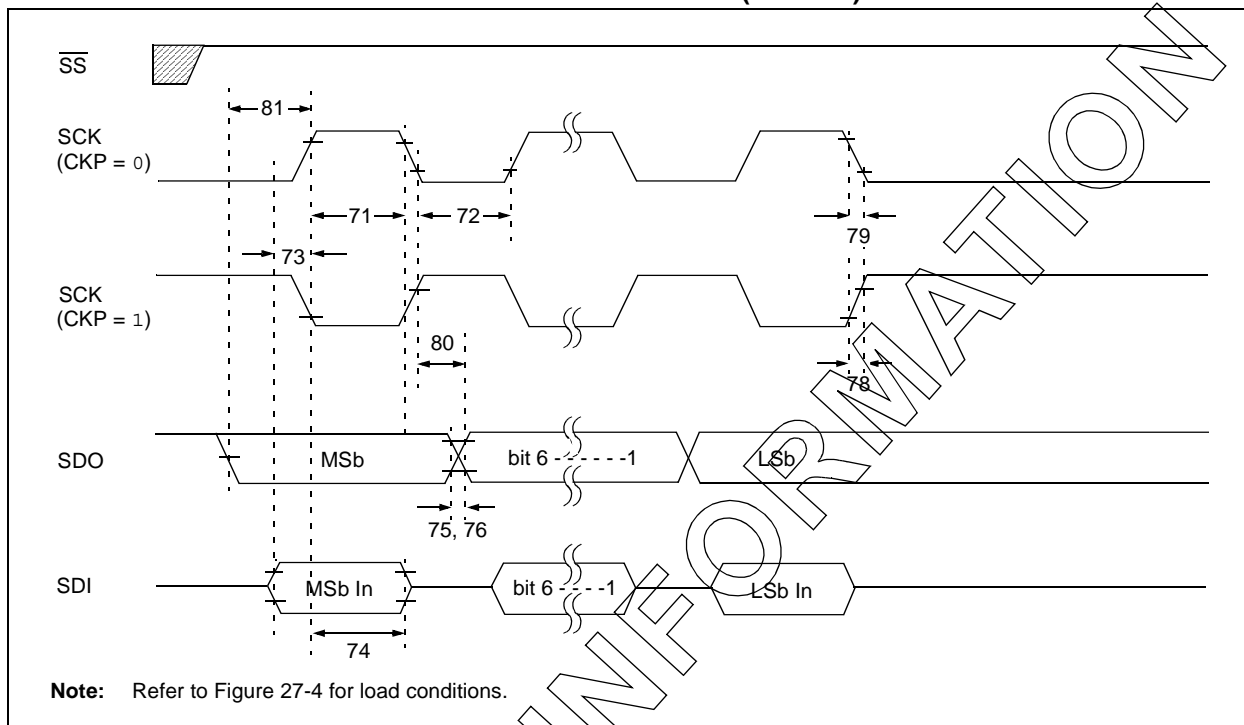 SS
81
SCK
(CKP = 0)
71
72
79
73
SCK
(CKP = 1)
80
78
SDO
MSb
bit 6 - - - - - -1
LSb
75, 76
SDI
MSb In
bit 6 - - - -1
LSb In
74
Note: Refer to Figure 27-4 for load conditions.
INFORMATION